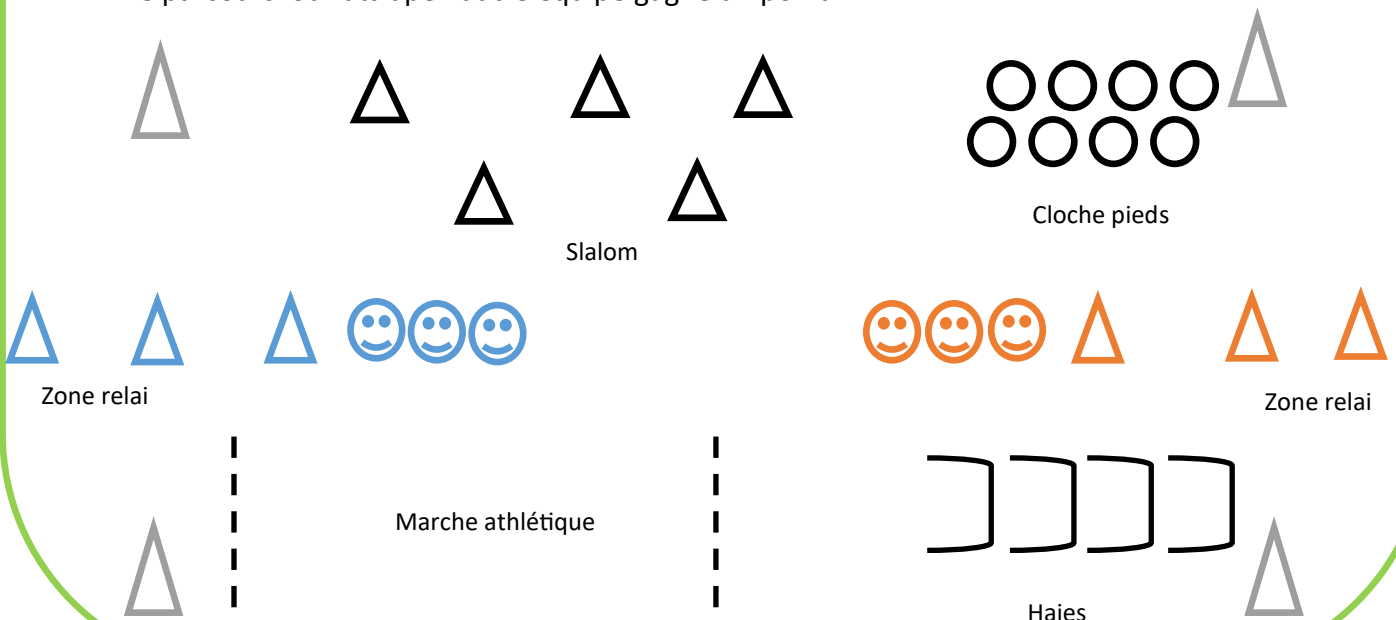 Cloche pieds
Slalom
Zone relai
Zone relai
Marche athlétique
Haies